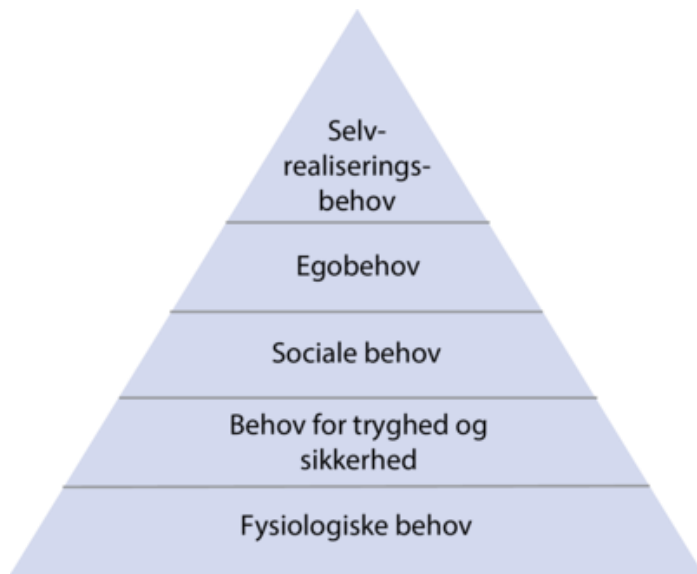 Selv-
realiserings-
behov
Egobehov
Sociale behov
Behov for tryghed og
sikkerhed
Fysiologiske behov